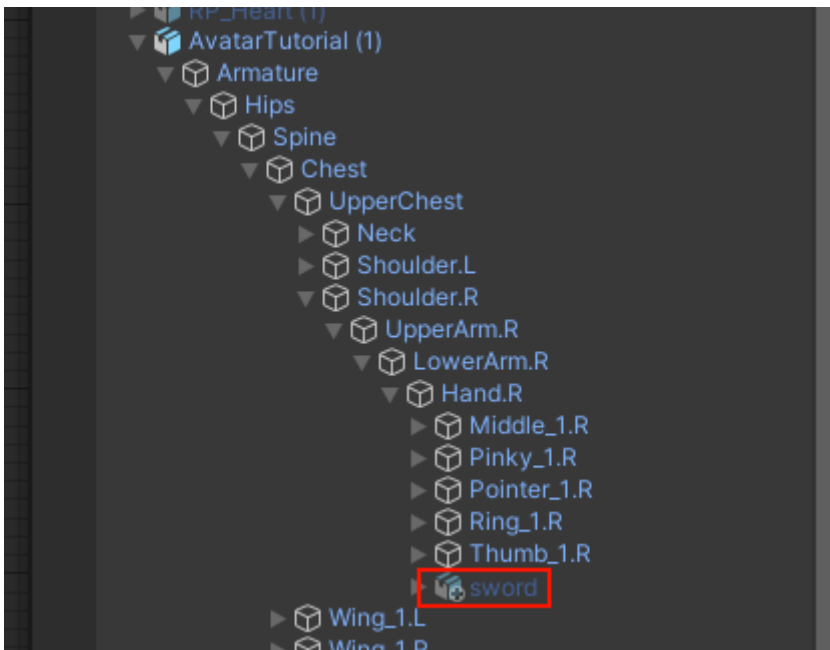 RP_Heart (1)
AvatarTutorial (1)
Armature
Hips
Spine
Chest
UpperChest
Neck
Shoulder.L
Shoulder.R
UpperArm.R
LowerArm.R
Hand.R
Middle_1.R
Pinky_1.R
Pointer_1.R
Ring_1.R
Thumb_1.R
sword
Wing_1.L
Wing_1.R